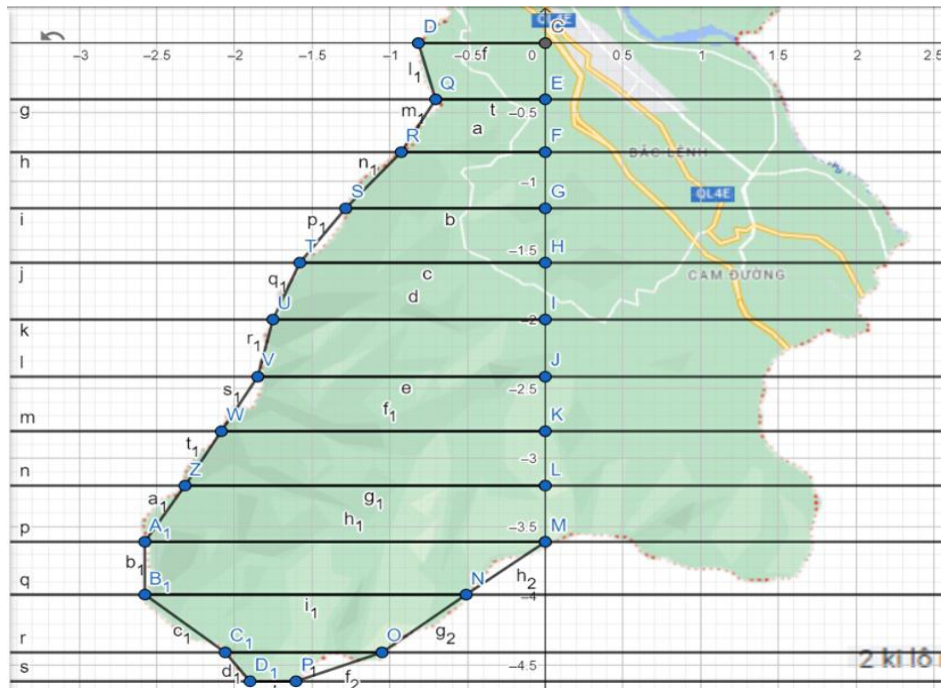 QL4E
D C
-3 -2.5 -2 -1.5 -1 -0.5 f 0 0.5 1 1.5 2 2.5
l₁
Q E
g m₁ t -0.5
a
R F
h n₁ BẮC LỆNH
-1
S G QL4E
i p₁ b
-1.5
T H
j q₁ c CAM ĐƯỜNG
d
U I
k r₁ -2
V J
l s₁ e -2.5
f₁
W K
m t₁
-3
Z L
n a₁ g₁
h₁
A₁ -3.5 M
p b₁
B₁ N h₂
q -4
i₁
c₁ g₂
C₁ O
r 2 ki lô
D₁ P₁
s d₁ f₂ -4.5